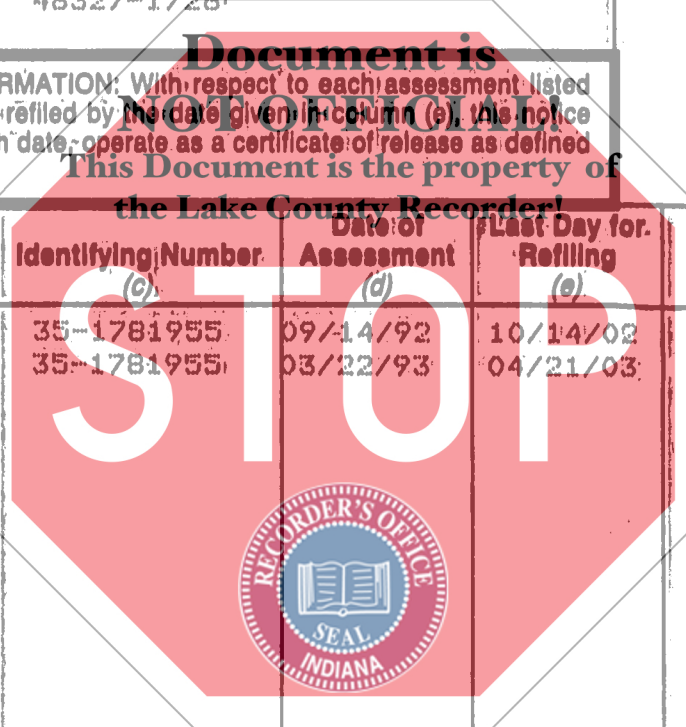 48327-1728
Document is
RMATION: With respect to each assessment listed
refiled by the date given in column (e), this notice
NOT OFFICIAL!
n date, operate as a certificate of release as defined
This Document is the property of
the Lake County Recorder!
Identifying Number (c)
Date of Assessment (d)
Last Day for Refiling (e)
35-1781955 09/14/92 10/14/02
35-1781955 03/22/93 04/21/03
STOP
RECORDER'S OFFICE
SEAL
INDIANA